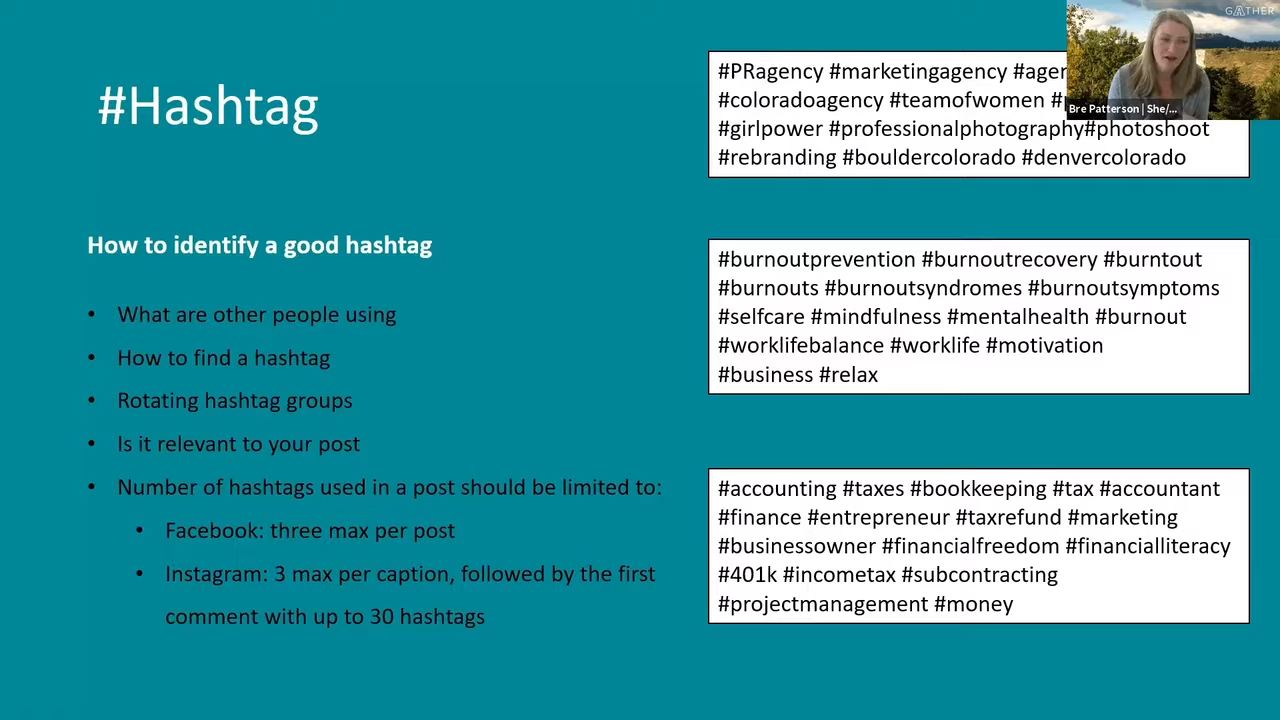 #Hashtag
How to identify a good hashtag
• What are other people using
• How to find a hashtag
• Rotating hashtag groups
• Is it relevant to your post
• Number of hashtags used in a post should be limited to:
• Facebook: three max per post
• Instagram: 3 max per caption, followed by the first
comment with up to 30 hashtags
#PRagency #marketingagency
#coloradoagency #teamofwomen
#girlpower #professionalphotography#photoshoot
#rebranding #bouldercolorado #denvercolorado
#burnoutprevention #burnoutrecovery #burntout
#burnouts #burnoutsyndromes #burnoutsymptoms
#selfcare #mindfulness #mentalhealth #burnout
#worklifebalance #worklife #motivation
#business #relax
#accounting #taxes #bookkeeping #tax #accountant
#finance #entrepreneur #taxrefund #marketing
#businessowner #financialfreedom #financialliteracy
#401k #incometax #subcontracting
#projectmanagement #money
GATHER
Bre Patterson | She/...